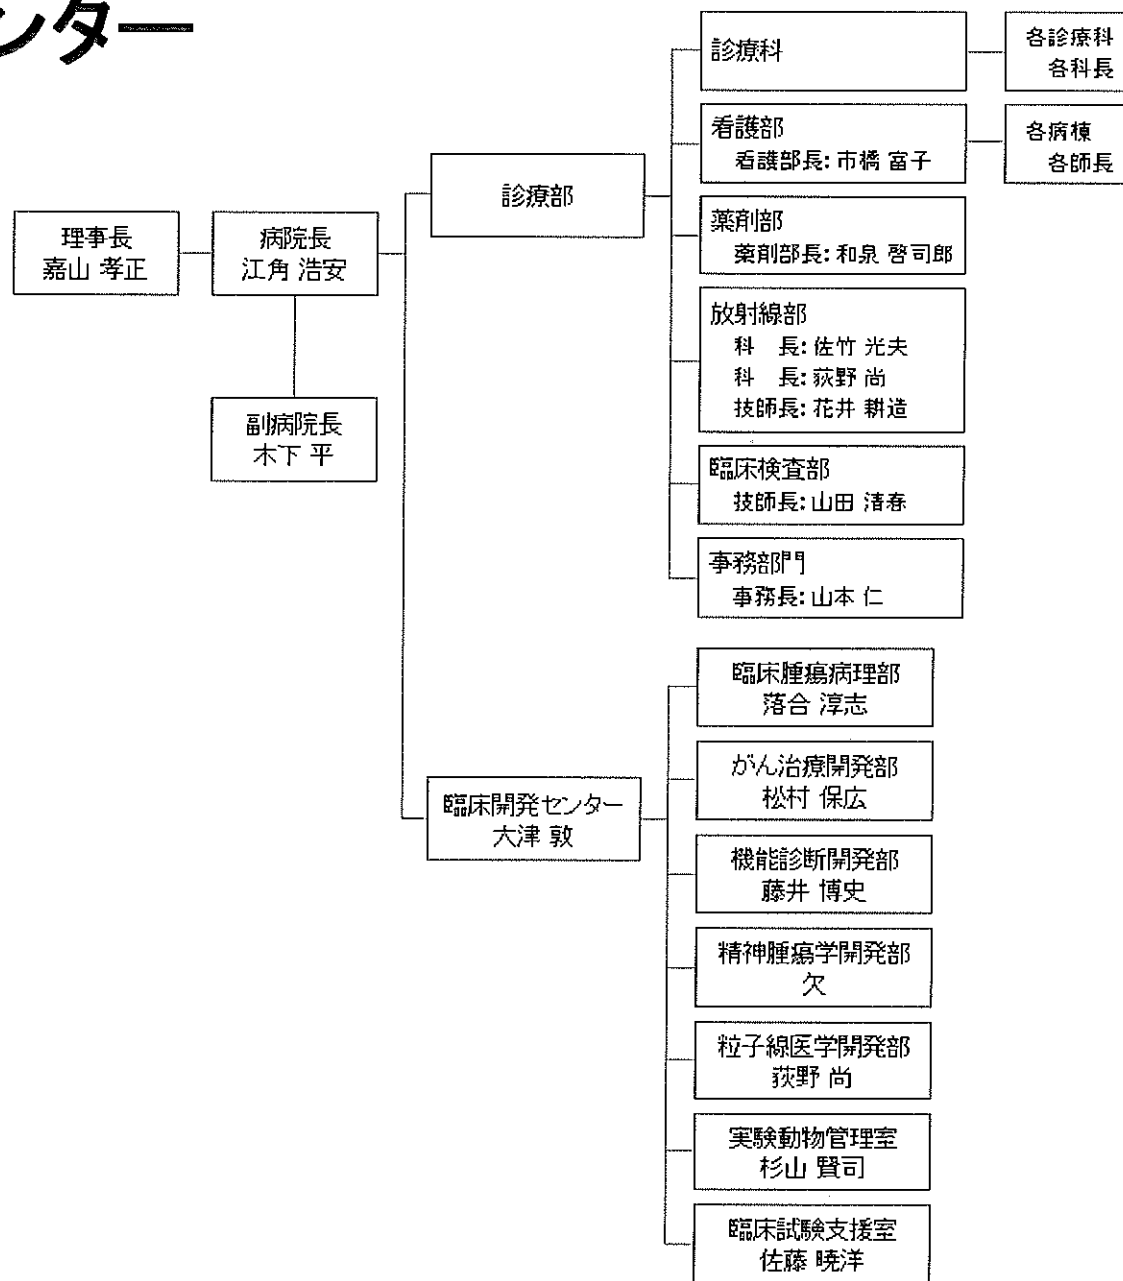 ンター
理事長
嘉山 孝正
病院長
江角 浩安
副病院長
木下 平
診療部
診療科
各診療科
各科長
看護部
看護部長: 市橋 富子
各病棟
各師長
薬剤部
薬剤部長: 和泉 啓司郎
放射線部
科 長: 佐竹 光夫
科 長: 荻野 尚
技師長: 花井 耕造
臨床検査部
技師長: 山田 清春
事務部門
事務長: 山本 仁
臨床開発センター
大津 敦
臨床腫瘍病理部
落合 淳志
がん治療開発部
松村 保広
機能診断開発部
藤井 博史
精神腫瘍学開発部
欠
粒子線医学開発部
荻野 尚
実験動物管理室
杉山 賢司
臨床試験支援室
佐藤 暁洋